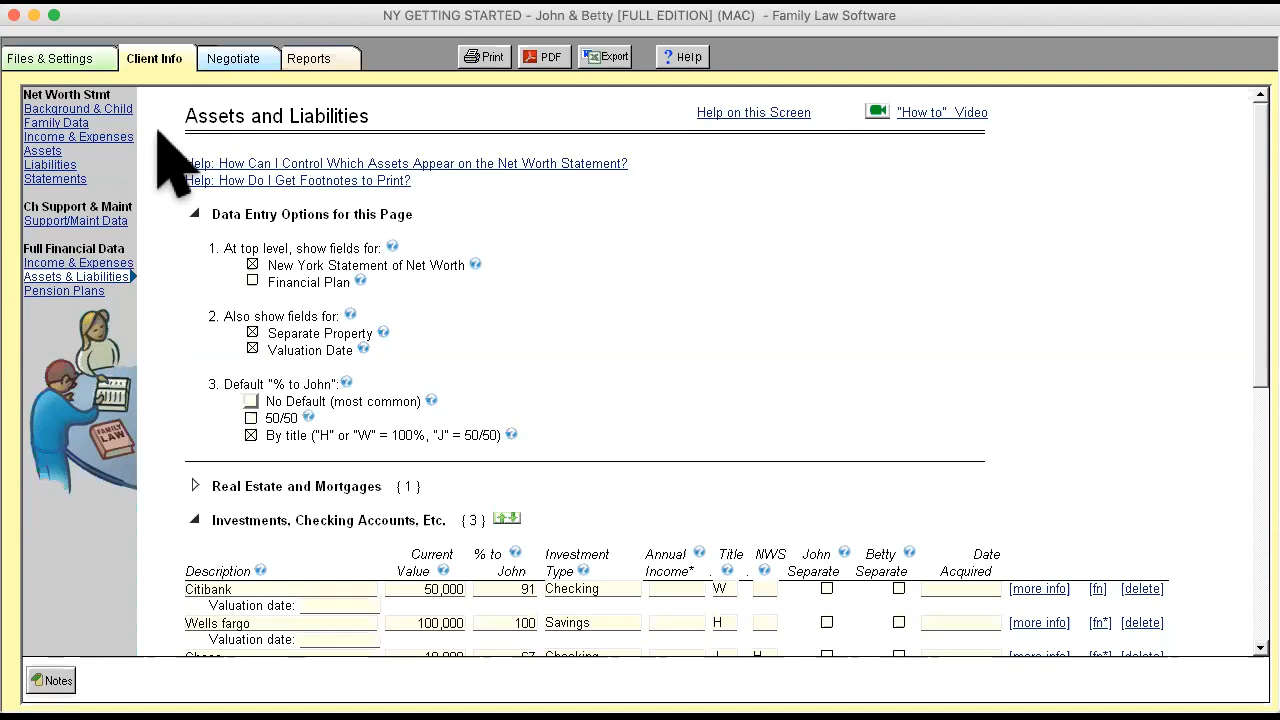 NY GETTING STARTED - John & Betty [FULL EDITION] (MAC) - Family Law Software
Files & Settings
Client Info
Negotiate
Reports
Print
PDF
Export
? Help
Net Worth Stmt
Background & Child
Family Data
Income & Expenses
Assets
Liabilities
Statements
Ch Support & Maint
Support/Maint Data
Full Financial Data
Income & Expenses
Assets & Liabilities
Pension Plans
FAMILY LAW
Assets and Liabilities
Help on this Screen
"How to" Video
Help: How Can I Control Which Assets Appear on the Net Worth Statement?
Help: How Do I Get Footnotes to Print?
Data Entry Options for this Page
1. At top level, show fields for:
New York Statement of Net Worth
Financial Plan
2. Also show fields for:
Separate Property
Valuation Date
3. Default "% to John":
No Default (most common)
50/50
By title ("H" or "W" = 100%, "J" = 50/50)
Real Estate and Mortgages { 1 }
Investments, Checking Accounts, Etc. { 3 }
Current % to Investment Annual Title NWS John Betty Date
Description Value John Type Income* . . Separate Separate Acquired
Citibank 50,000 91 Checking W [more info] [fn] [delete]
Valuation date:
Wells fargo 100,000 100 Savings H [more info] [fn*] [delete]
Valuation date:
Notes